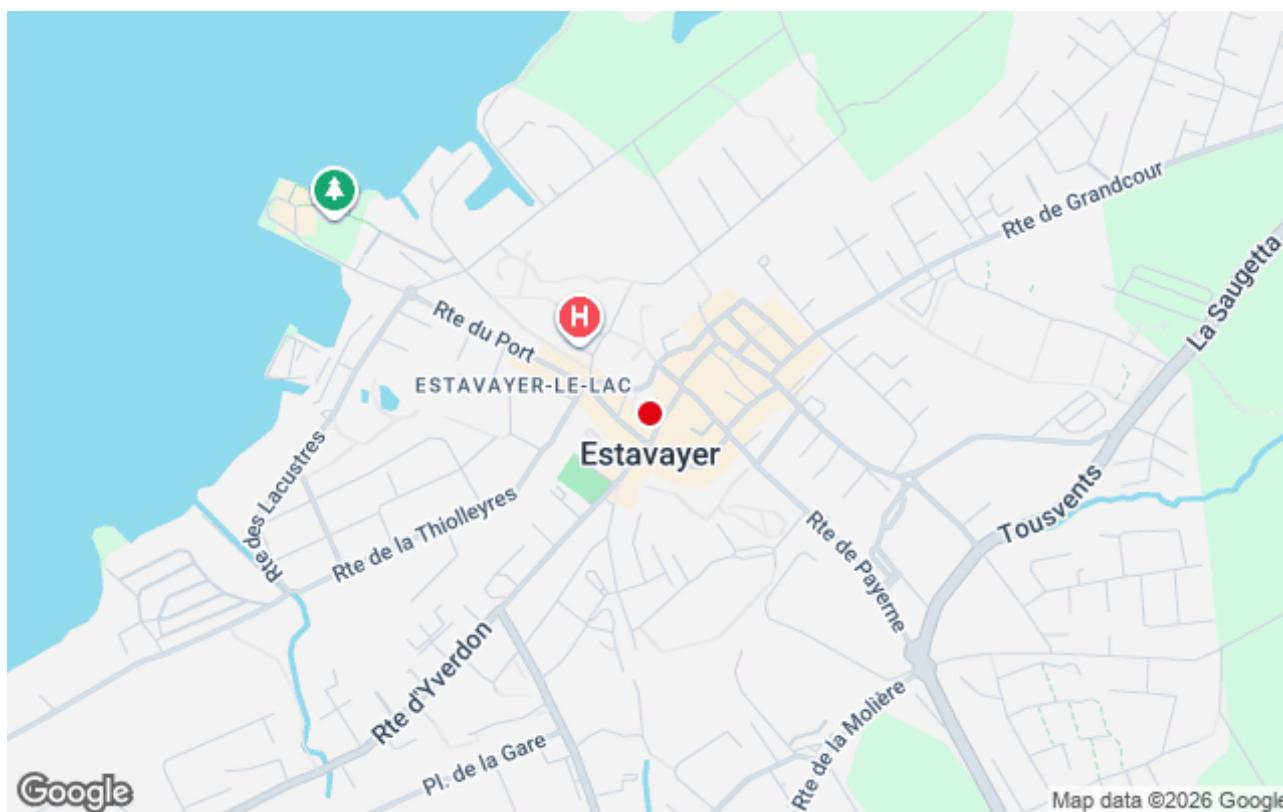 Rte de Grandcour
La Saugetta
H
Rte du Port
ESTAVAYER-LE-LAC
Estavayer
Rte des Lacustres
Rte de la Thiolleyres
Tousvents
Rte de Payerne
Rte d'Yverdon
Rte de la Molière
Pl. de la Gare
Google
Map data ©2026 Google